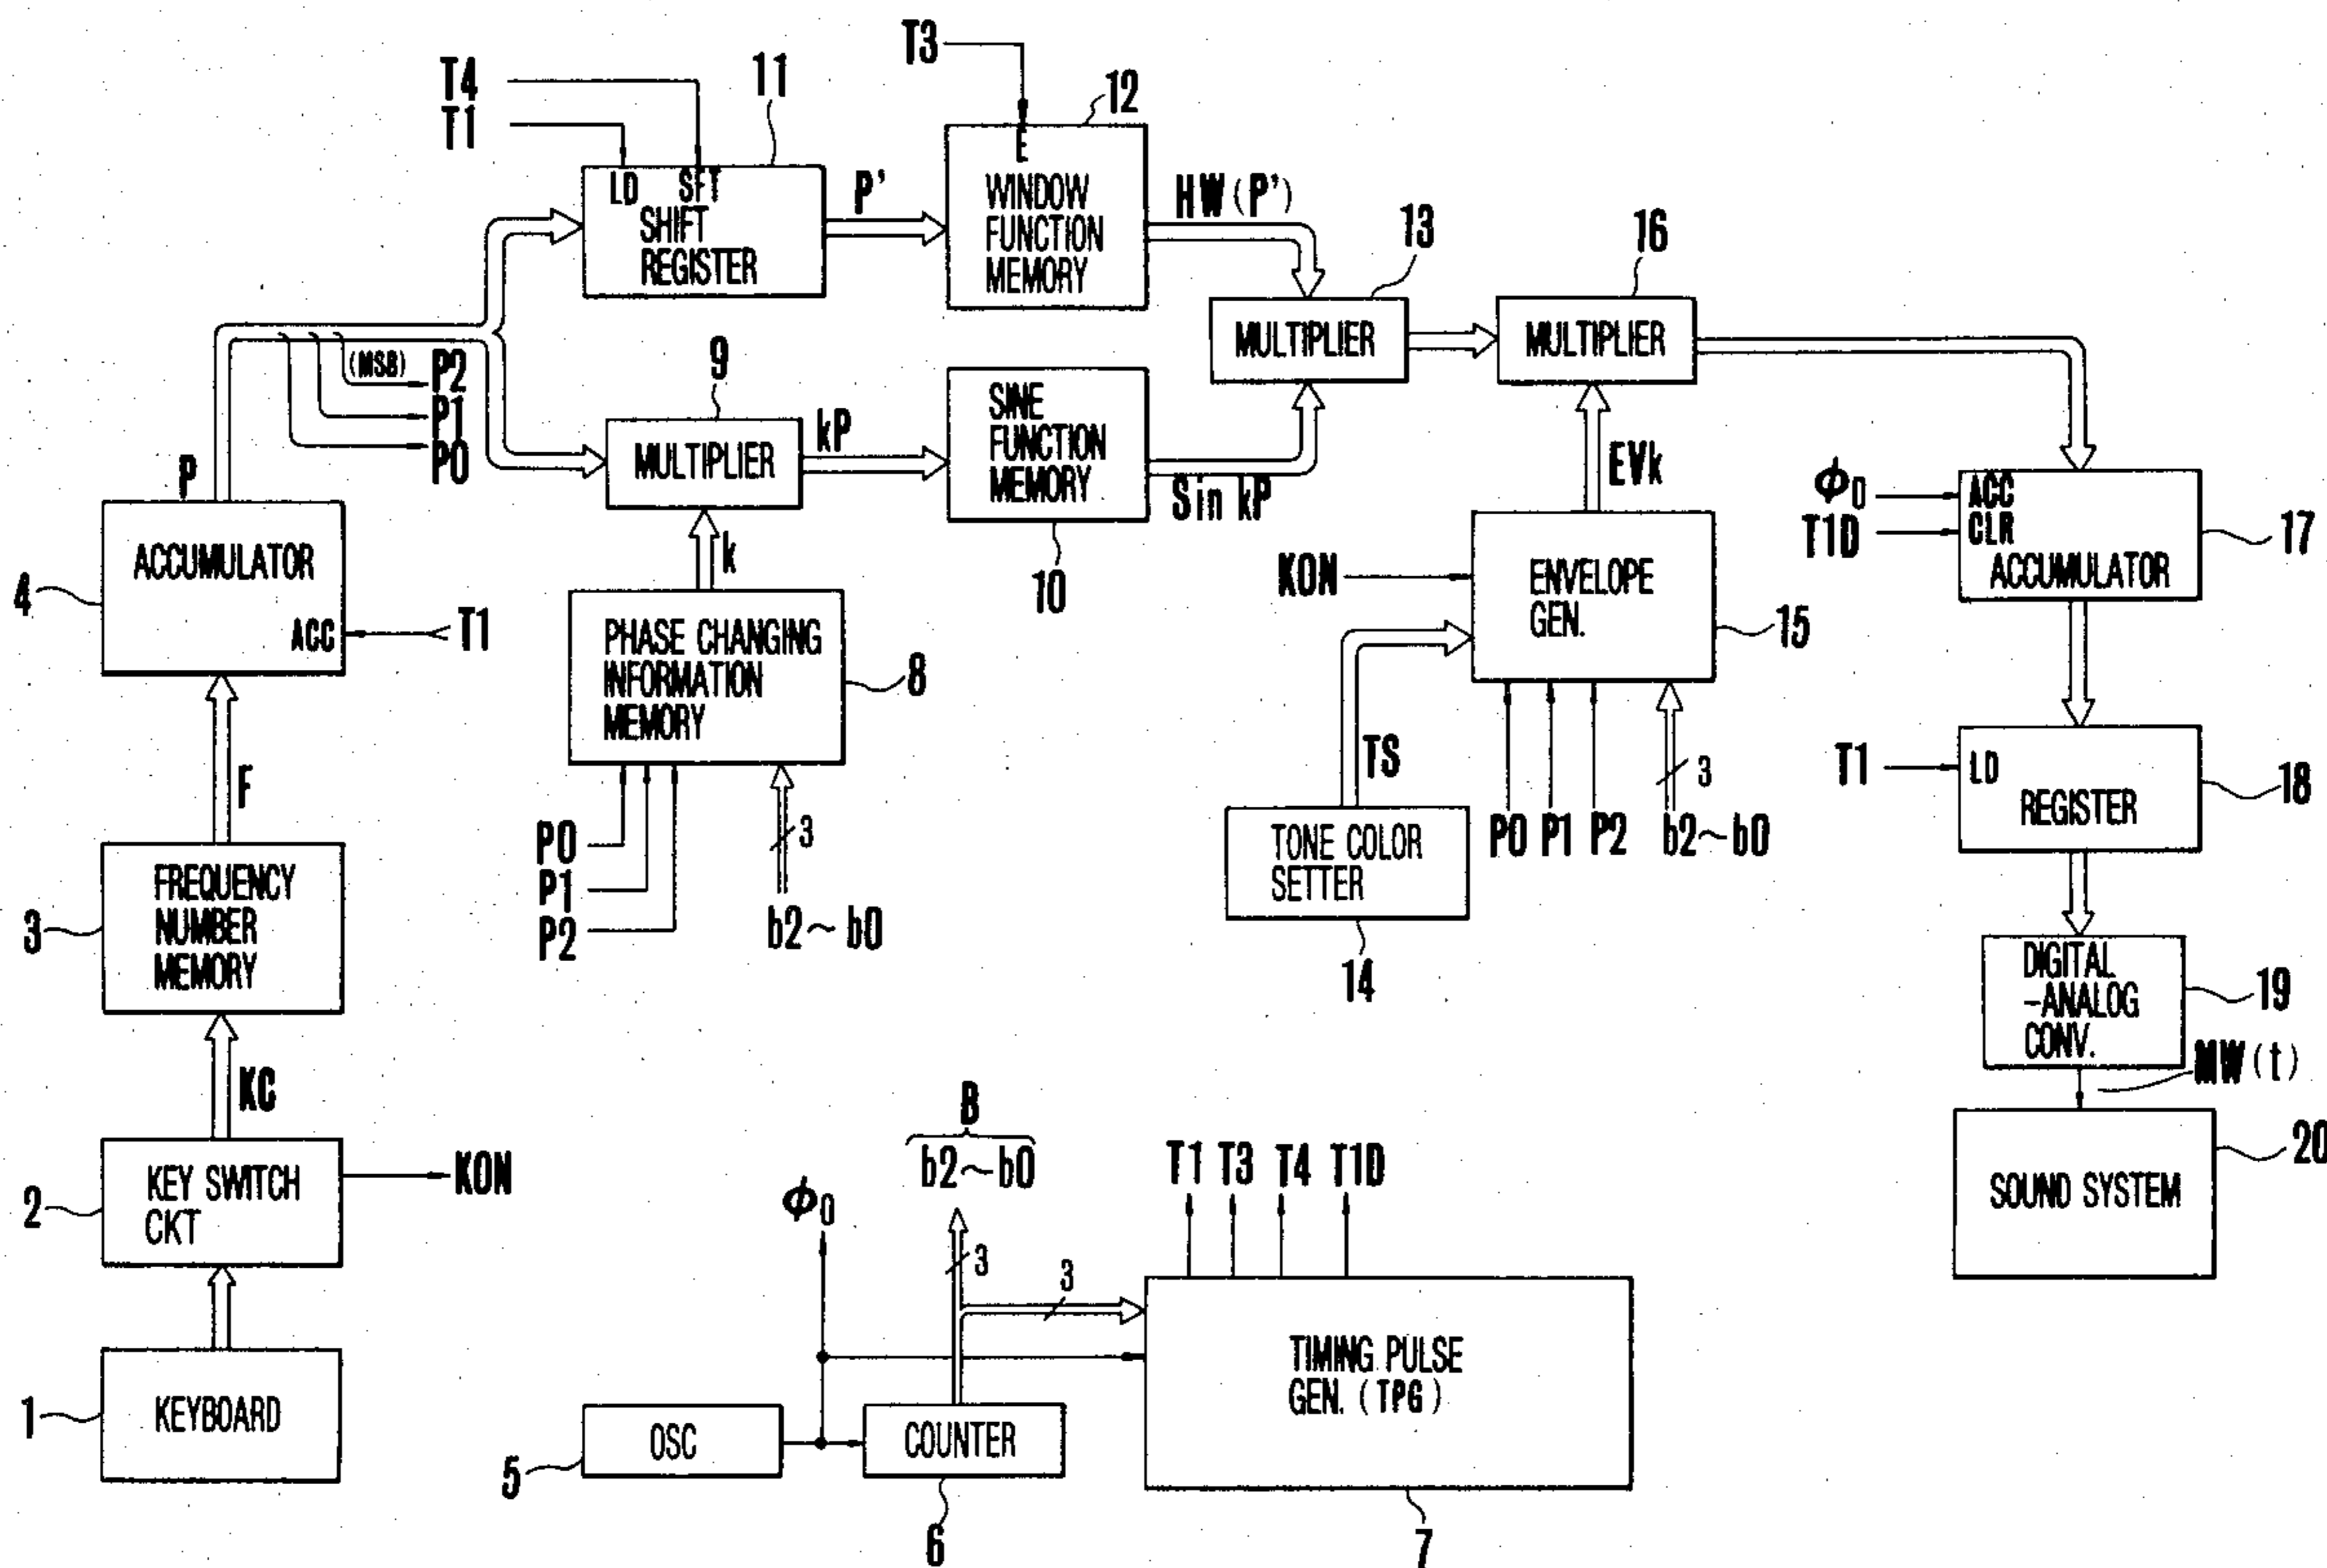 T3
T4
T1
11
12
LD
SFT
SHIFT
REGISTER
P'
E
WINDOW
FUNCTION
MEMORY
HW(P')
13
16
MULTIPLIER
MULTIPLIER
(MSB)
P2
P1
P0
P
9
MULTIPLIER
kP
SINE
FUNCTION
MEMORY
Sin kP
10
k
EVk
4
ACCUMULATOR
ACC
T1
PHASE CHANGING
INFORMATION
MEMORY
8
P0
P1
P2
3
b2~b0
KON
ENVELOPE
GEN.
15
TS
P0
P1
P2
3
b2~b0
TONE COLOR
SETTER
14
ϕ0
T1D
ACC
CLR
ACCUMULATOR
17
T1
LD
REGISTER
18
DIGITAL
-ANALOG
CONV.
19
MW(t)
SOUND SYSTEM
20
F
3
FREQUENCY
NUMBER
MEMORY
KC
2
KEY SWITCH
CKT
KON
1
KEYBOARD
ϕ0
B
b2~b0
3
3
T1
T3
T4
T1D
TIMING PULSE
GEN. (TPG)
7
5
OSC
COUNTER
6